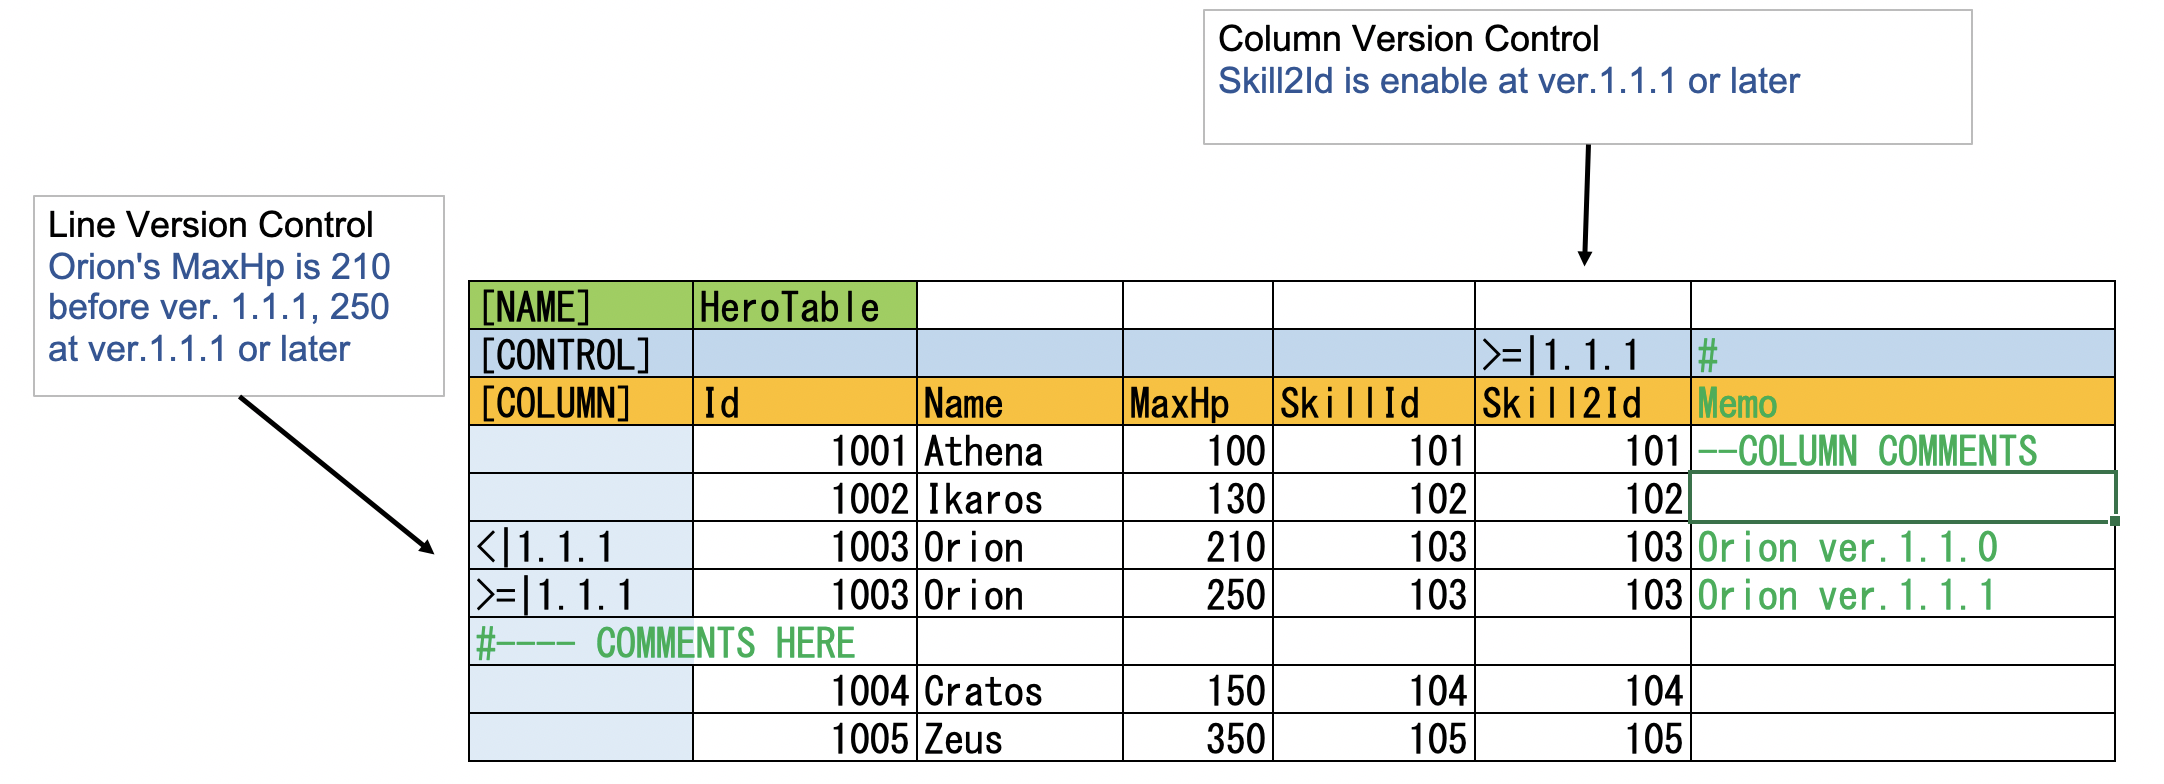 Column Version Control
Skill2Id is enable at ver.1.1.1 or later
Line Version Control
Orion's MaxHp is 210
before ver. 1.1.1, 250
at ver.1.1.1 or later
[NAME] HeroTable
[CONTROL] >=|1.1.1 #
[COLUMN] Id Name MaxHp SkillId Skill2Id Memo
1001 Athena 100 101 101 --COLUMN COMMENTS
1002 Ikaros 130 102 102
<|1.1.1 1003 Orion 210 103 103 Orion ver.1.1.0
>=|1.1.1 1003 Orion 250 103 103 Orion ver.1.1.1
#---- COMMENTS HERE
1004 Cratos 150 104 104
1005 Zeus 350 105 105